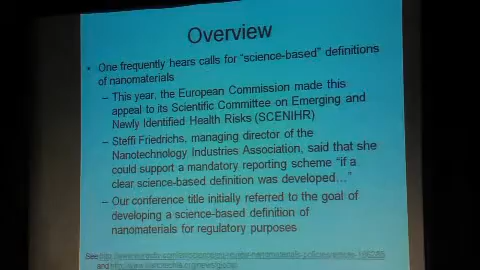 Overview
• One frequently hears calls for “science-based” definitions
of nanomaterials
– This year, the European Commission made this
appeal to its Scientific Committee on Emerging and
Newly Identified Health Risks (SCENIHR)
– Steffi Friedrichs, managing director of the
Nanotechnology Industries Association, said that she
could support a mandatory reporting scheme “if a
clear science-based definition was developed…”
– Our conference title initially referred to the goal of
developing a science-based definition of
nanomaterials for regulatory purposes
See
and